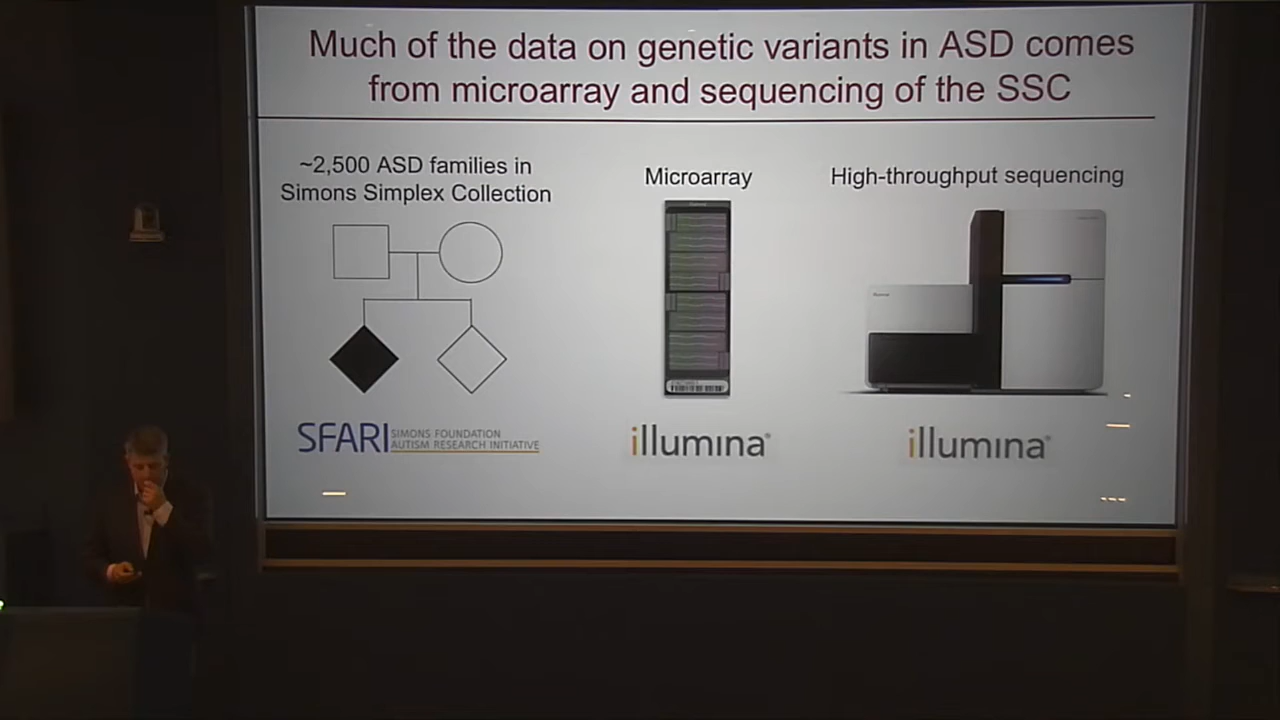 Much of the data on genetic variants in ASD comes
from microarray and sequencing of the SSC
~2,500 ASD families in
Simons Simplex Collection
Microarray
High-throughput sequencing
SFARI SIMONS FOUNDATION
AUTISM RESEARCH INITIATIVE
illumina®
illumina®